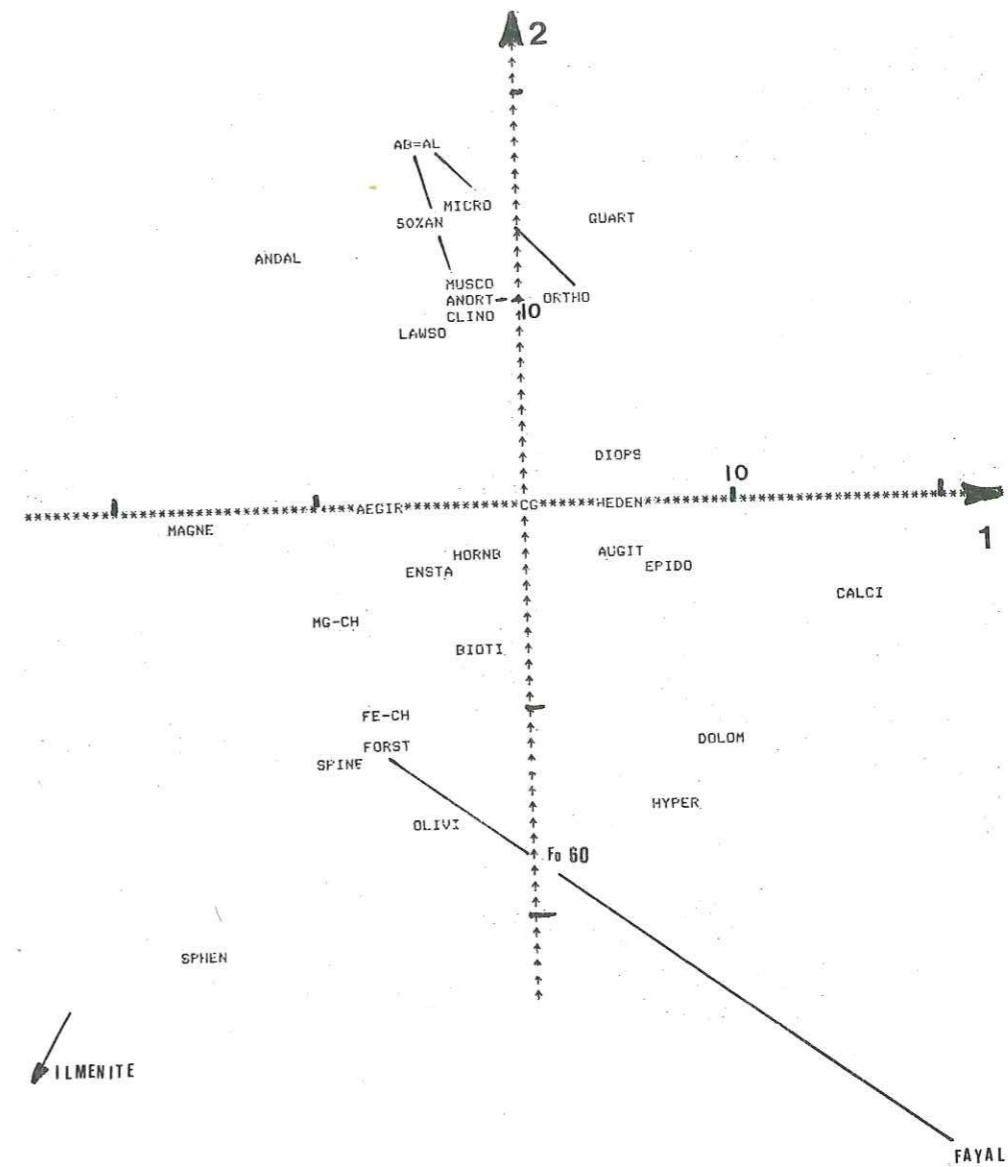 2
AB=AL
MICRO
50%AN
QUART
ANDAL
MUSCO
ANORT
ORTHO
10
CLINO
LAWSO
DIOPS
10
AEGIR
CG
HEDEN
MAGNE
1
HORNB
AUGIT
ENSTA
EPIDO
CALCI
MG-CH
BIOTI
FE-CH
DOLOM
FORST
SPINE
HYPER
OLIVI
Fo 60
SPHEN
ILMENITE
FAYAL